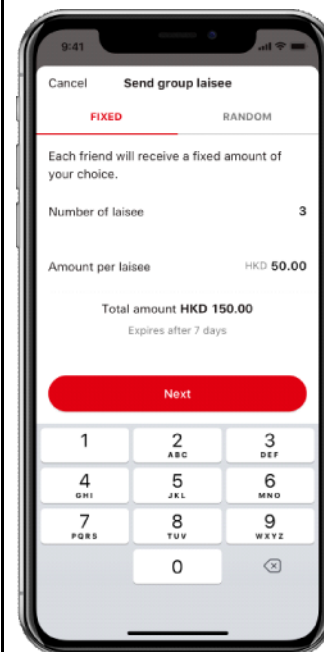 9:41
Cancel Send group laisee
FIXED RANDOM
Each friend will receive a fixed amount of
your choice.
Number of laisee 3
Amount per laisee HKD 50.00
Total amount HKD 150.00
Expires after 7 days
Next
1 2 3
ABC DEF
4 5 6
GHI JKL MNO
7 8 9
PQRS TUV WXYZ
0